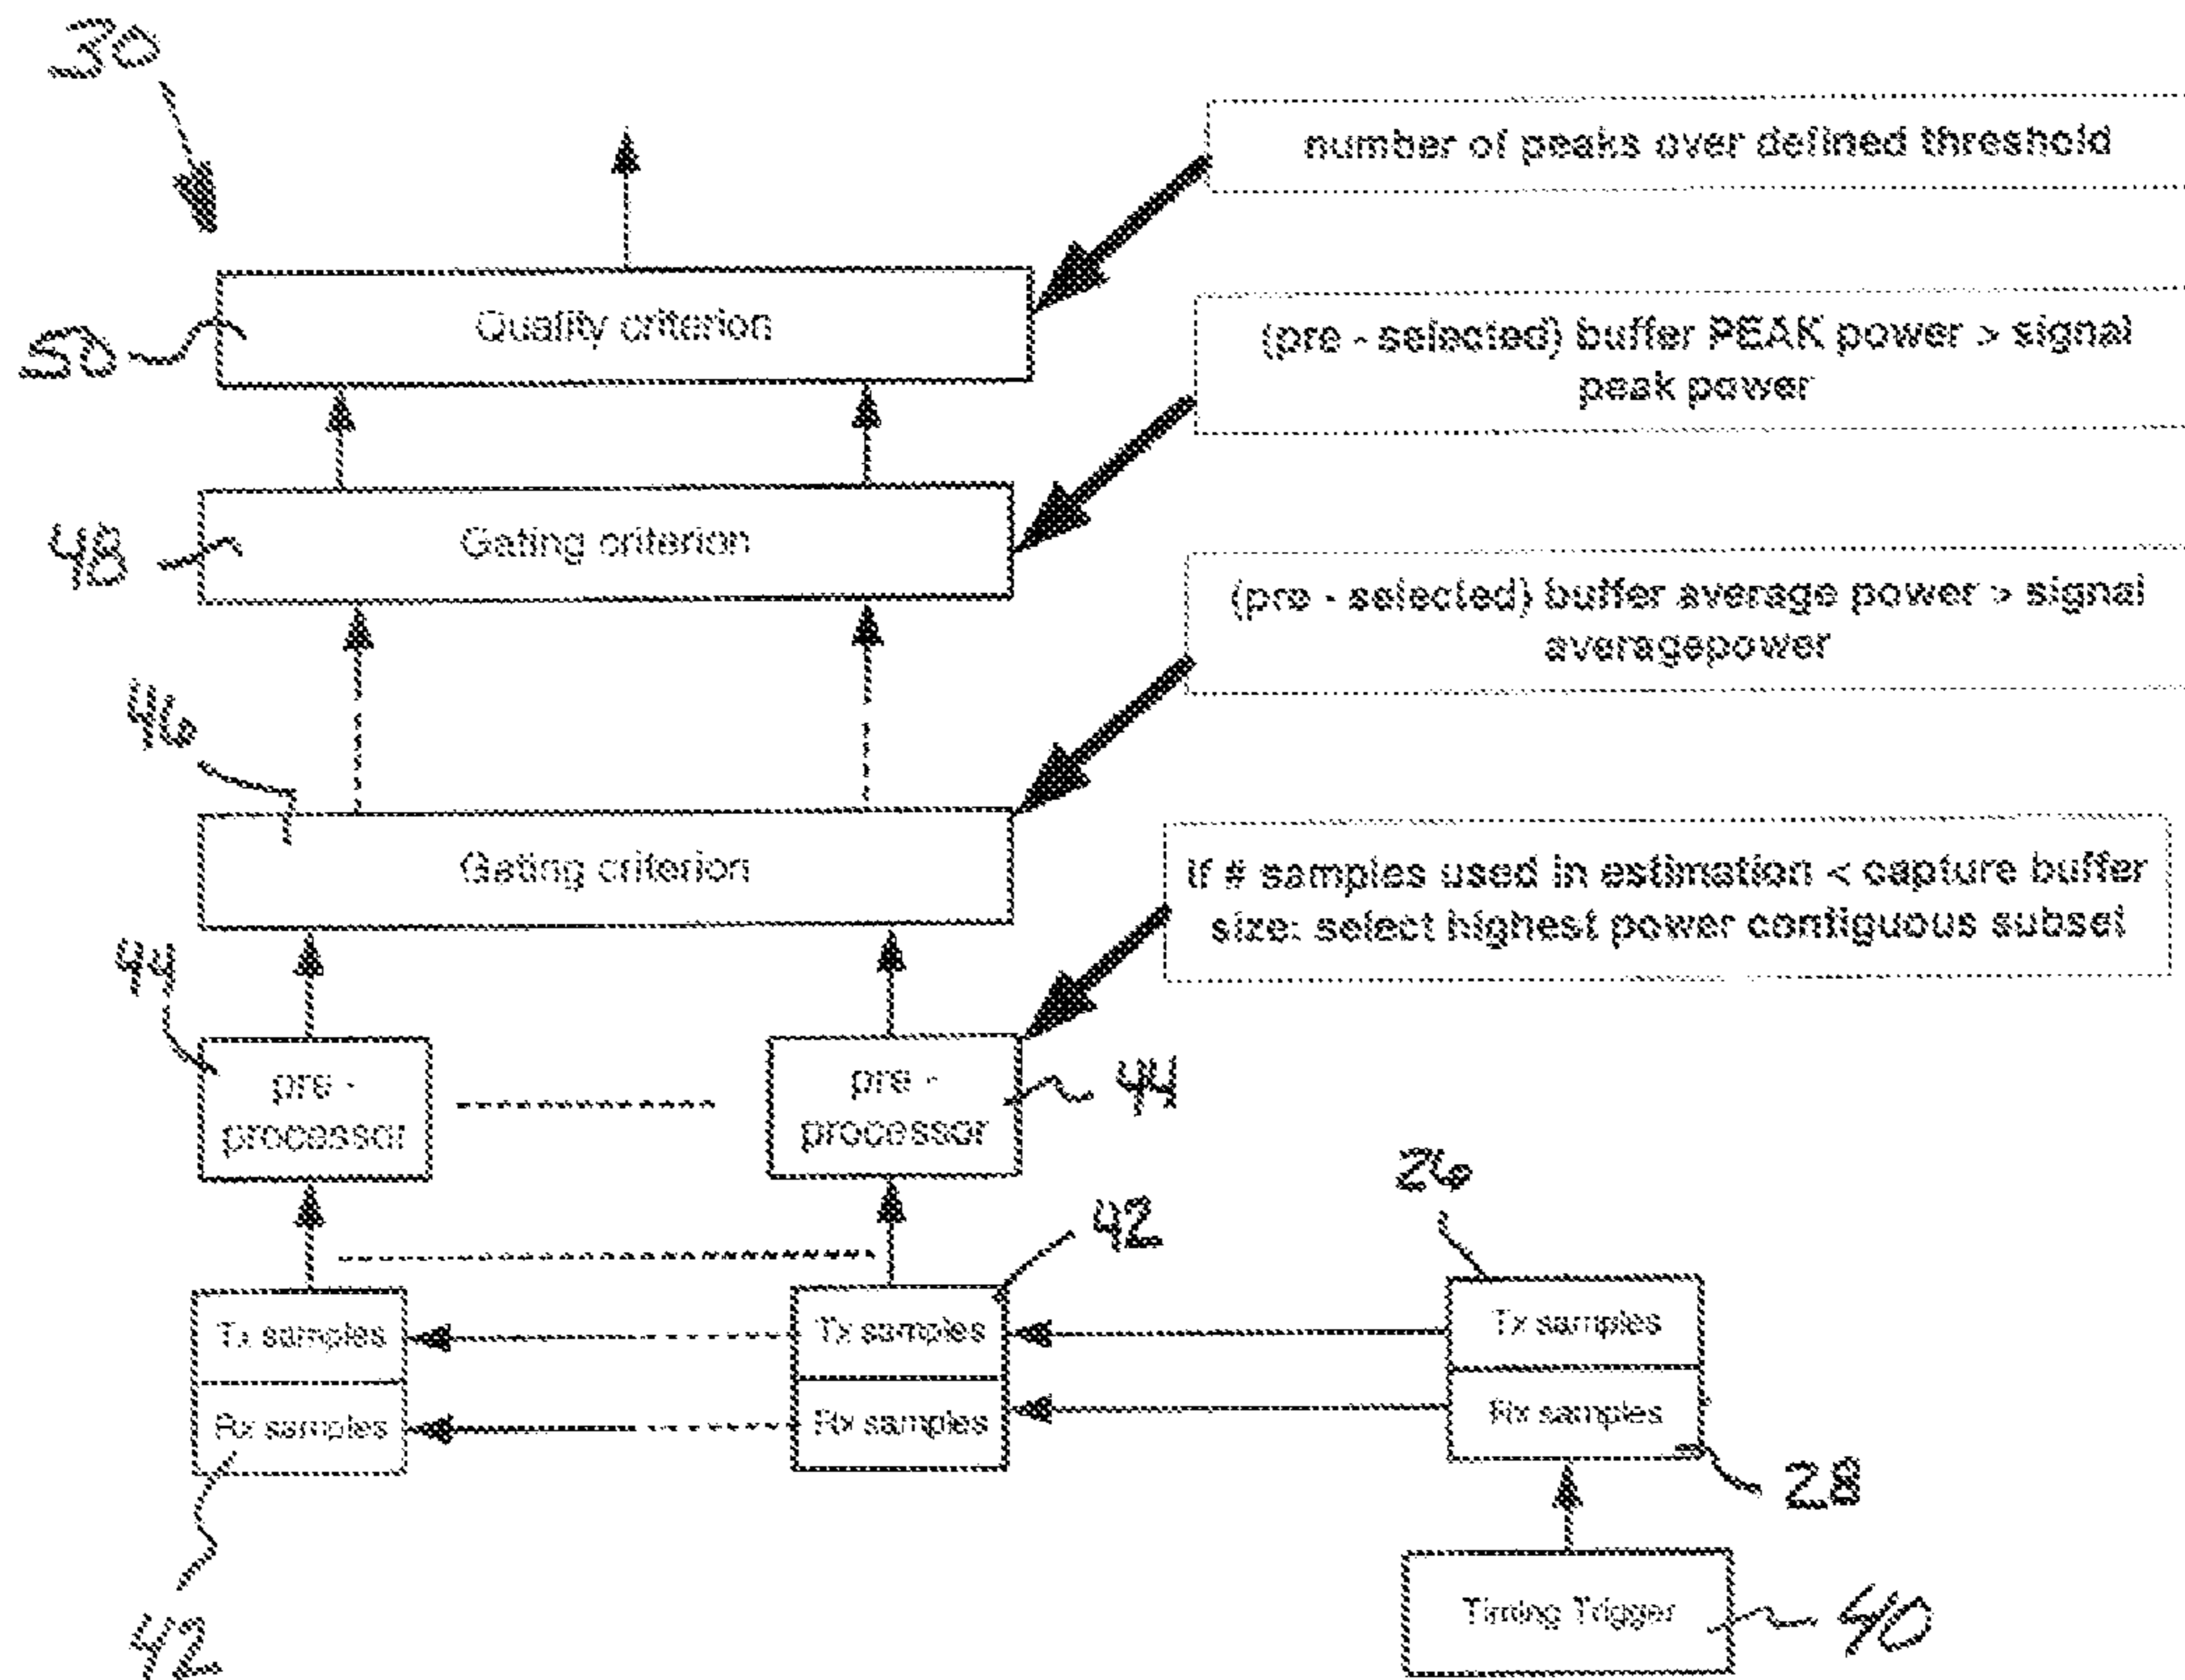 30
number of peaks over defined threshold
50
Quality criterion
(pre - selected) buffer PEAK power > signal
peak power
48
Gating criterion
(pre - selected) buffer average power > signal
averagepower
46
Gating criterion
If # samples used in estimation < capture buffer
size: select highest power contiguous subset
44
pre -
processor
pre -
processor
44
42
26
Tx samples
Tx samples
Tx samples
Rx samples
Rx samples
Rx samples
28
42
Timing Trigger
40